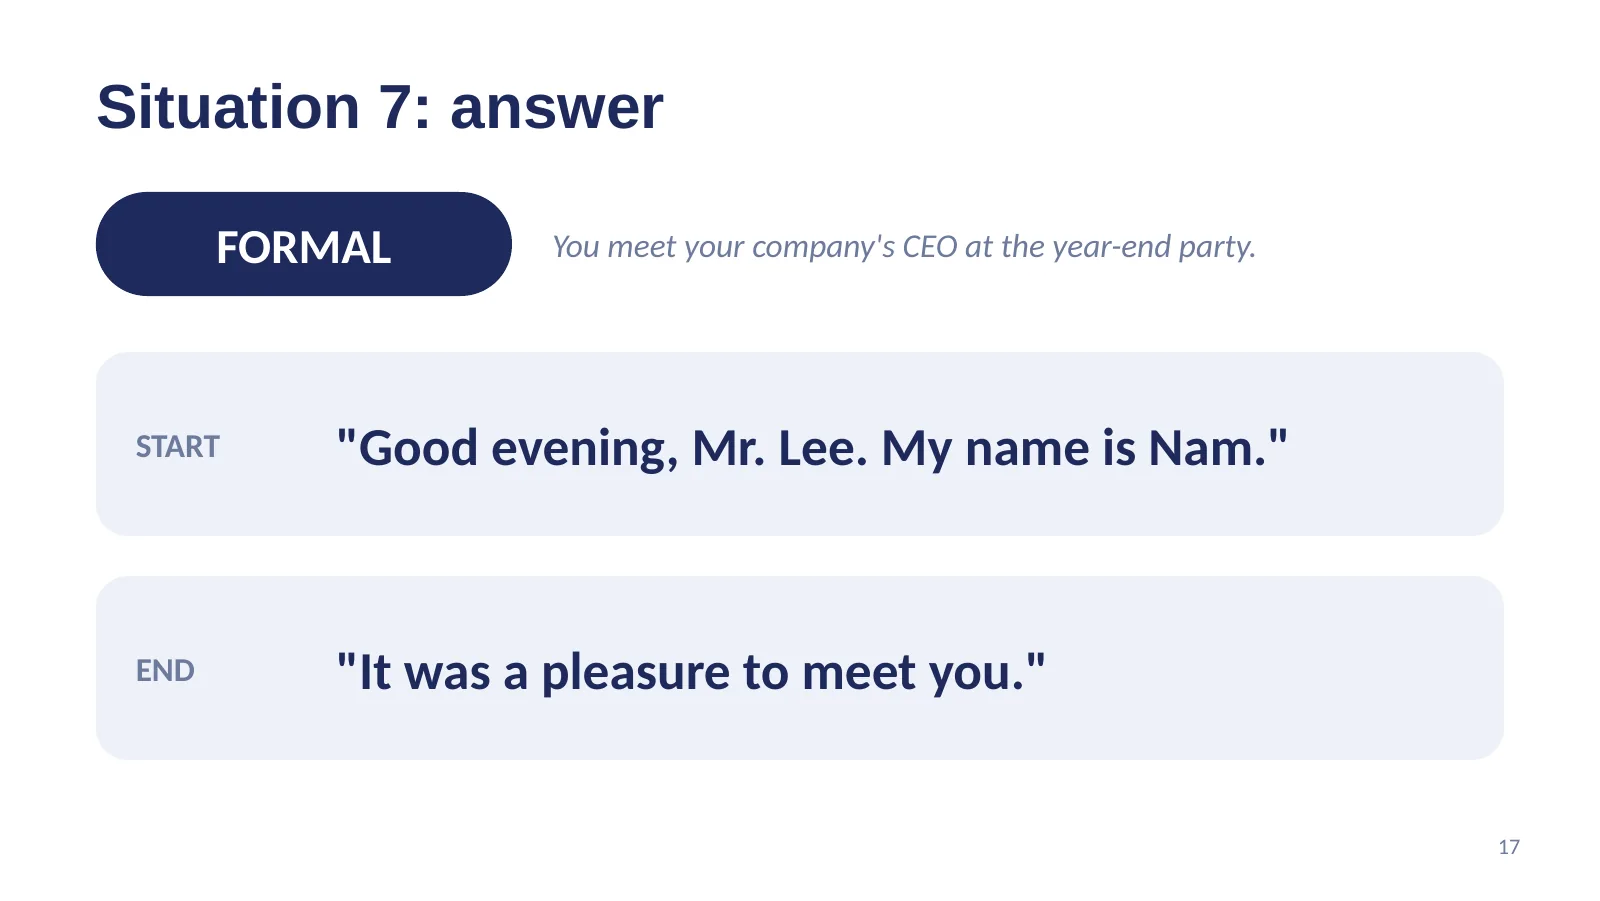 Situation 7: answer
FORMAL
You meet your company's CEO at the year-end party.
START
"Good evening, Mr. Lee. My name is Nam."
END
"It was a pleasure to meet you."
17